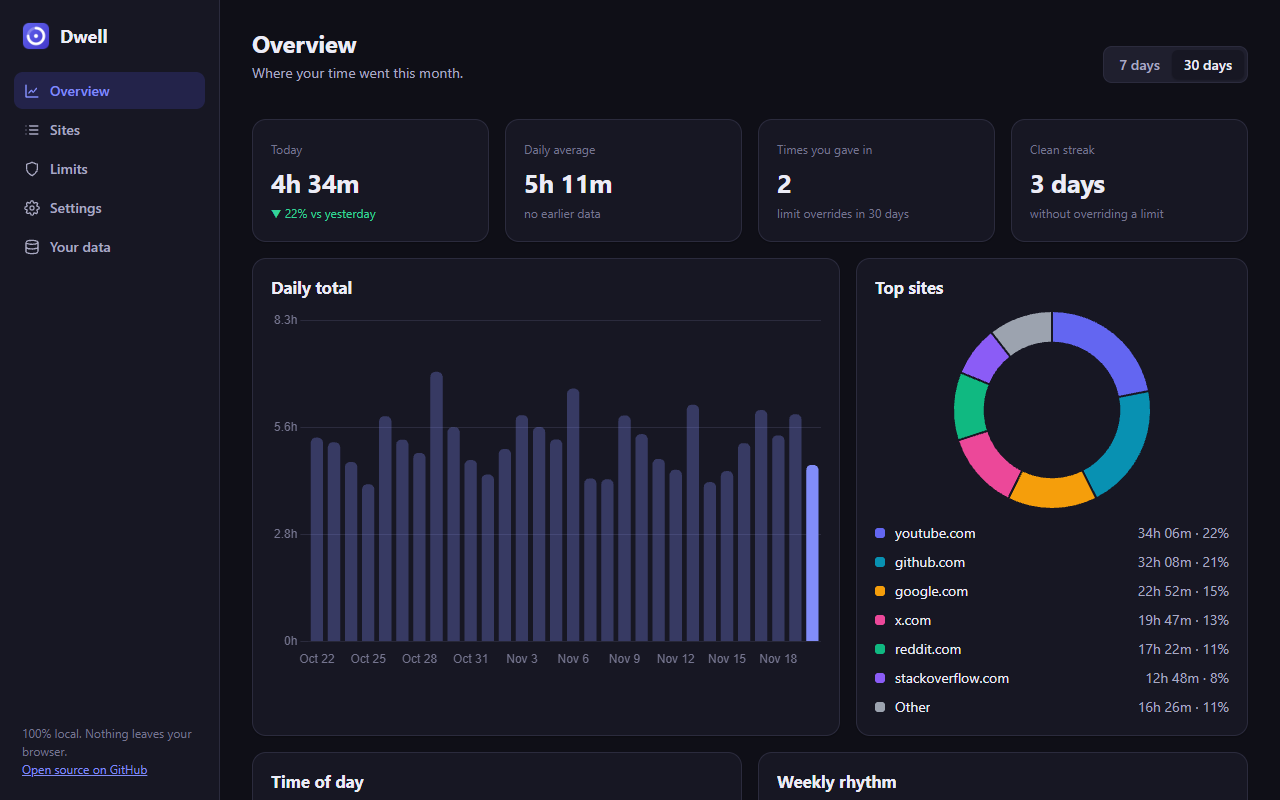 Dwell
Overview
Sites
Limits
Settings
Your data
100% local. Nothing leaves your
browser.
Open source on GitHub
Overview
Where your time went this month.
7 days
30 days
Today
4h 34m
▼ 22% vs yesterday
Daily average
5h 11m
no earlier data
Times you gave in
2
limit overrides in 30 days
Clean streak
3 days
without overriding a limit
Daily total
8.3h
5.6h
2.8h
0h
Oct 22 Oct 25 Oct 28 Oct 31 Nov 3 Nov 6 Nov 9 Nov 12 Nov 15 Nov 18
Top sites
youtube.com 34h 06m · 22%
github.com 32h 08m · 21%
google.com 22h 52m · 15%
x.com 19h 47m · 13%
reddit.com 17h 22m · 11%
stackoverflow.com 12h 48m · 8%
Other 16h 26m · 11%
Time of day
Weekly rhythm